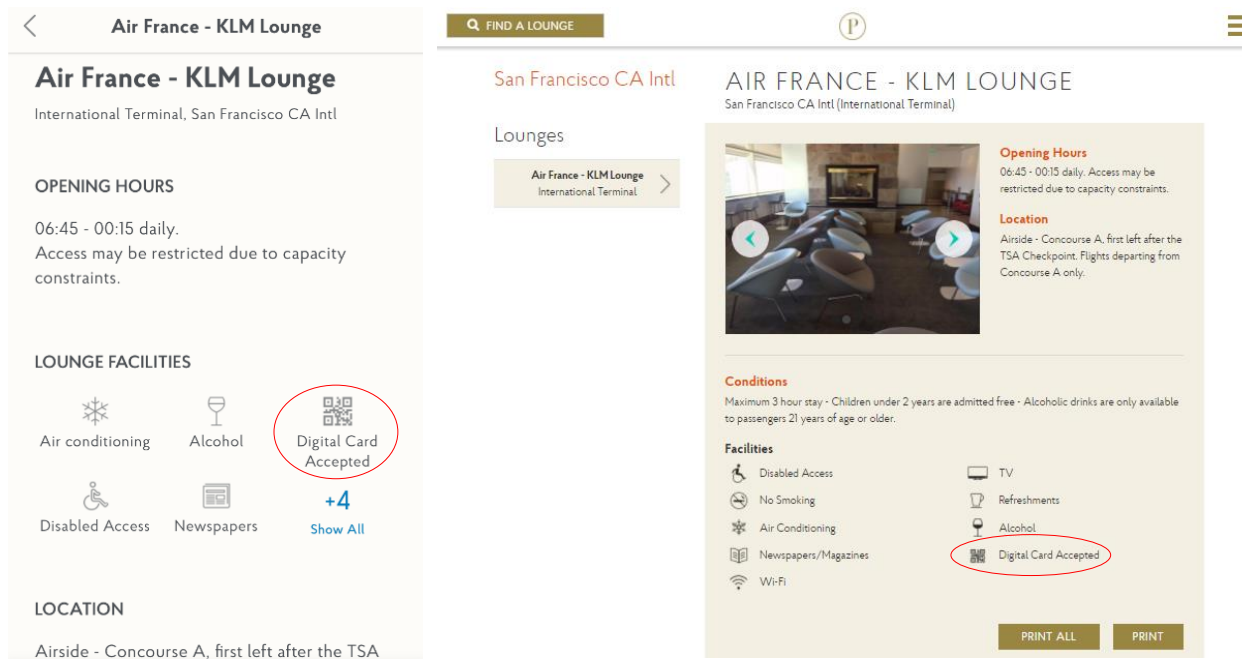 Air France - KLM Lounge
Air France - KLM Lounge
International Terminal, San Francisco CA Intl
OPENING HOURS
06:45 - 00:15 daily.
Access may be restricted due to capacity
constraints.
LOUNGE FACILITIES
Air conditioning
Alcohol
Digital Card
Accepted
Disabled Access
Newspapers
+4
Show All
LOCATION
Airside - Concourse A, first left after the TSA
FIND A LOUNGE
P
San Francisco CA Intl
Lounges
Air France - KLM Lounge
International Terminal
AIR FRANCE - KLM LOUNGE
San Francisco CA Intl (International Terminal)
Opening Hours
06:45 - 00:15 daily. Access may be
restricted due to capacity constraints.
Location
Airside - Concourse A, first left after the
TSA Checkpoint. Flights departing from
Concourse A only.
Conditions
Maximum 3 hour stay - Children under 2 years are admitted free - Alcoholic drinks are only available
to passengers 21 years of age or older.
Facilities
Disabled Access
TV
No Smoking
Refreshments
Air Conditioning
Alcohol
Newspapers/Magazines
Digital Card Accepted
Wi-Fi
PRINT ALL
PRINT